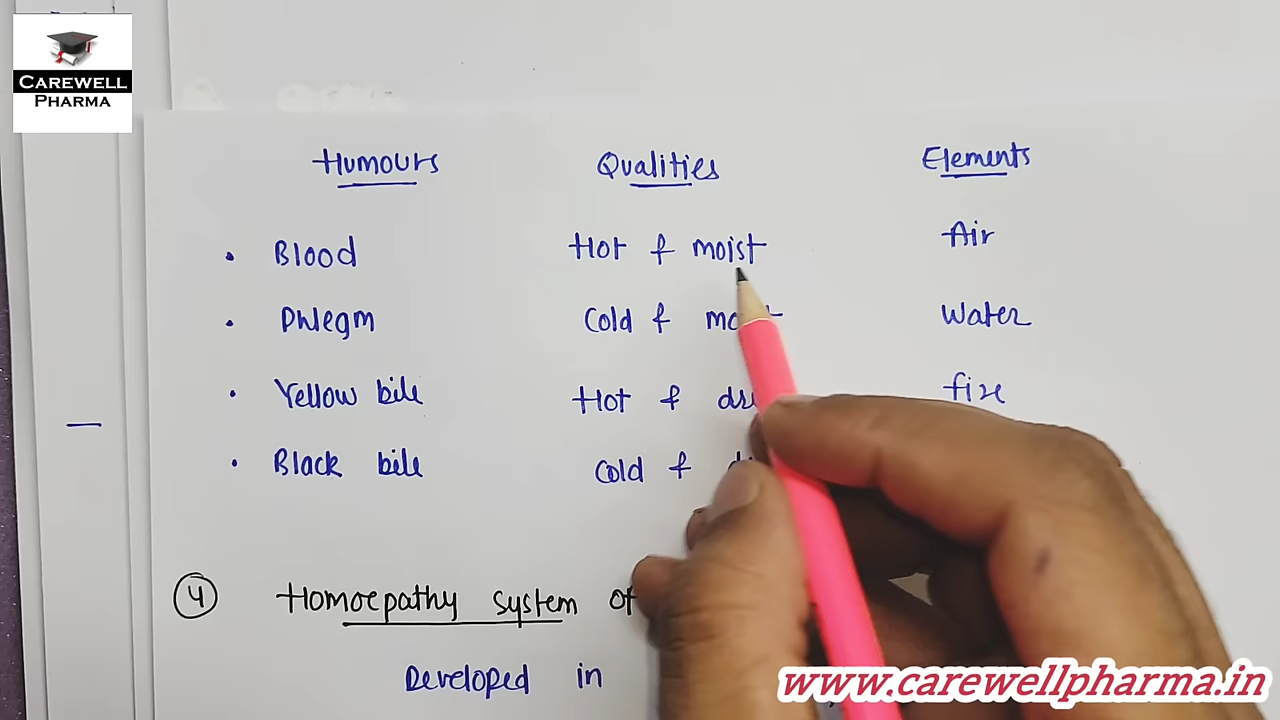 CAREWELL
PHARMA
Humours Qualities Elements
• Blood Hot & moist Air
• Phlegm Cold & Water
• Yellow bile Hot & fire
• Black bile Cold &
4 Homoepathy system of
Developed in
www.carewellpharma.in